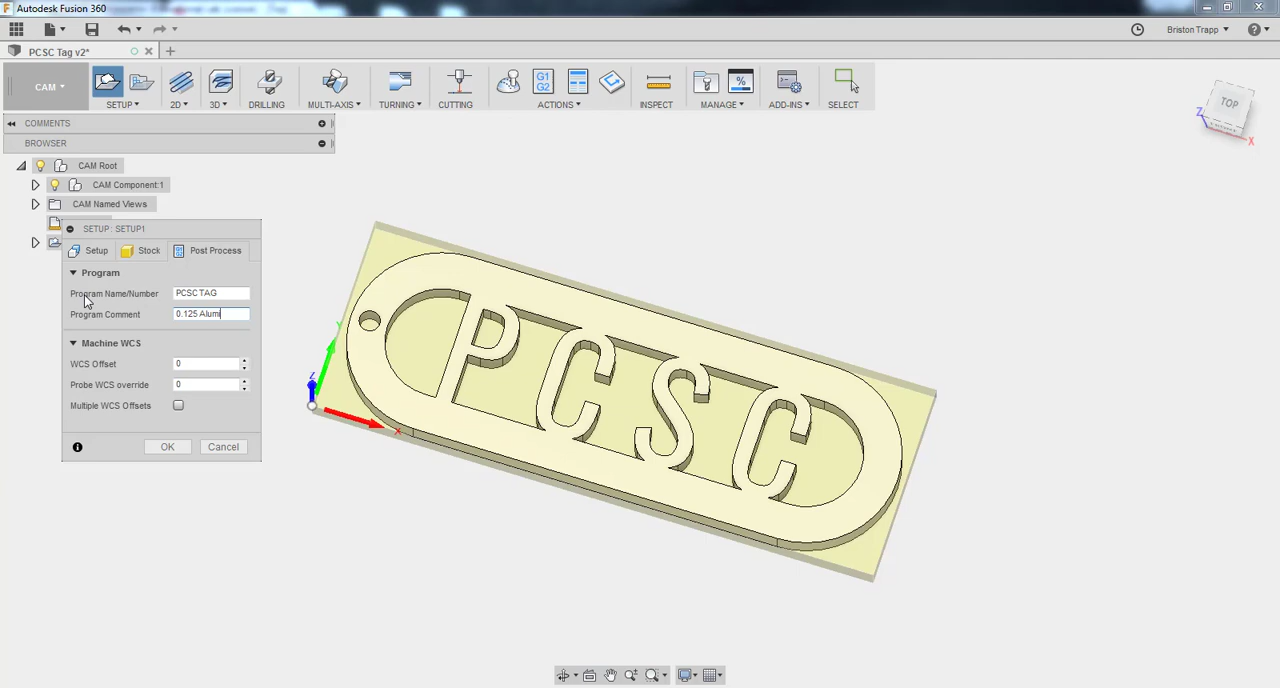 Autodesk Fusion 360
Briston Trapp
PCSC Tag v2*
CAM
SETUP
2D
3D
DRILLING
MULTI-AXIS
TURNING
CUTTING
G1
G2
ACTIONS
INSPECT
%
MANAGE
ADD-INS
SELECT
COMMENTS
BROWSER
CAM Root
CAM Component:1
CAM Named Views
SETUP : SETUP1
Setup Stock Post Process
Program
Program Name/Number PCSC TAG
Program Comment 0.125 Alumi
Machine WCS
WCS Offset 0
Probe WCS override 0
Multiple WCS Offsets
OK Cancel
TOP
Z
X
Y
Z
X
PCSC